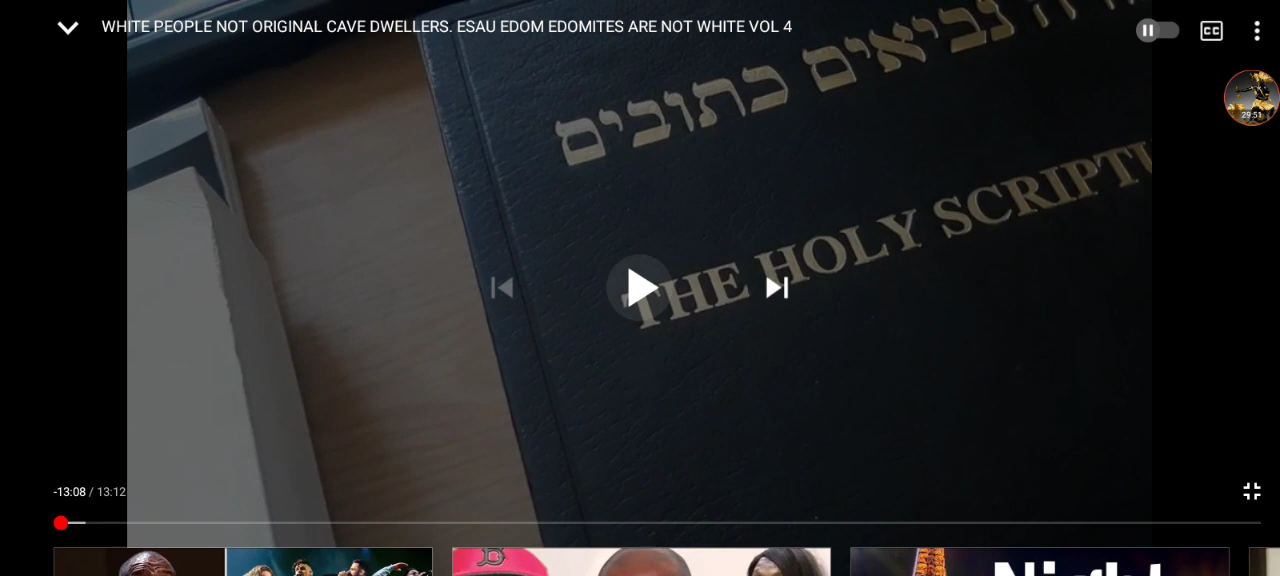 WHITE PEOPLE NOT ORIGINAL CAVE DWELLERS. ESAU EDOM EDOMITES ARE NOT WHITE VOL 4
CC
29:51
נביאים כתובים
THE HOLY
-13:08 / 13:12
B